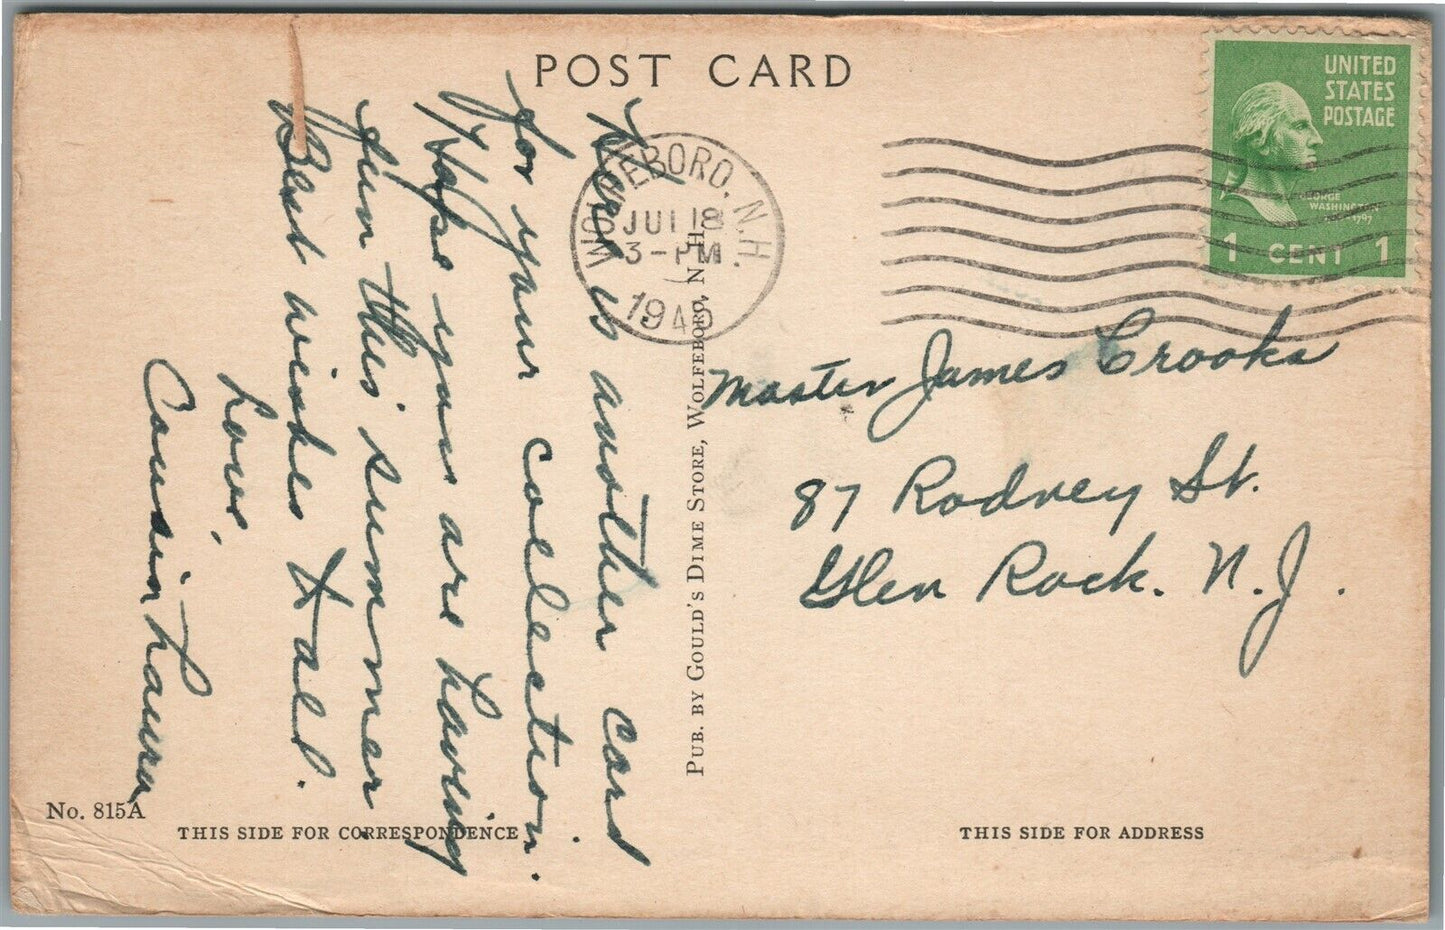 POST CARD
UNITED
STATES
POSTAGE
GEORGE
WASHINGTON
1 CENT 1
WOLFEBORO, N.H.
JUL 18
3-PM
Here is another card
for your collection.
Hope you are having
fun this summer
Best wishes Hal.
Love,
Cousin Laura
Master James Crooks
87 Rodney St.
Glen Rock. N.J.
PUB. BY GOULD'S DIME STORE, WOLFEBORO, N. H.
No. 815A
THIS SIDE FOR CORRESPONDENCE
THIS SIDE FOR ADDRESS